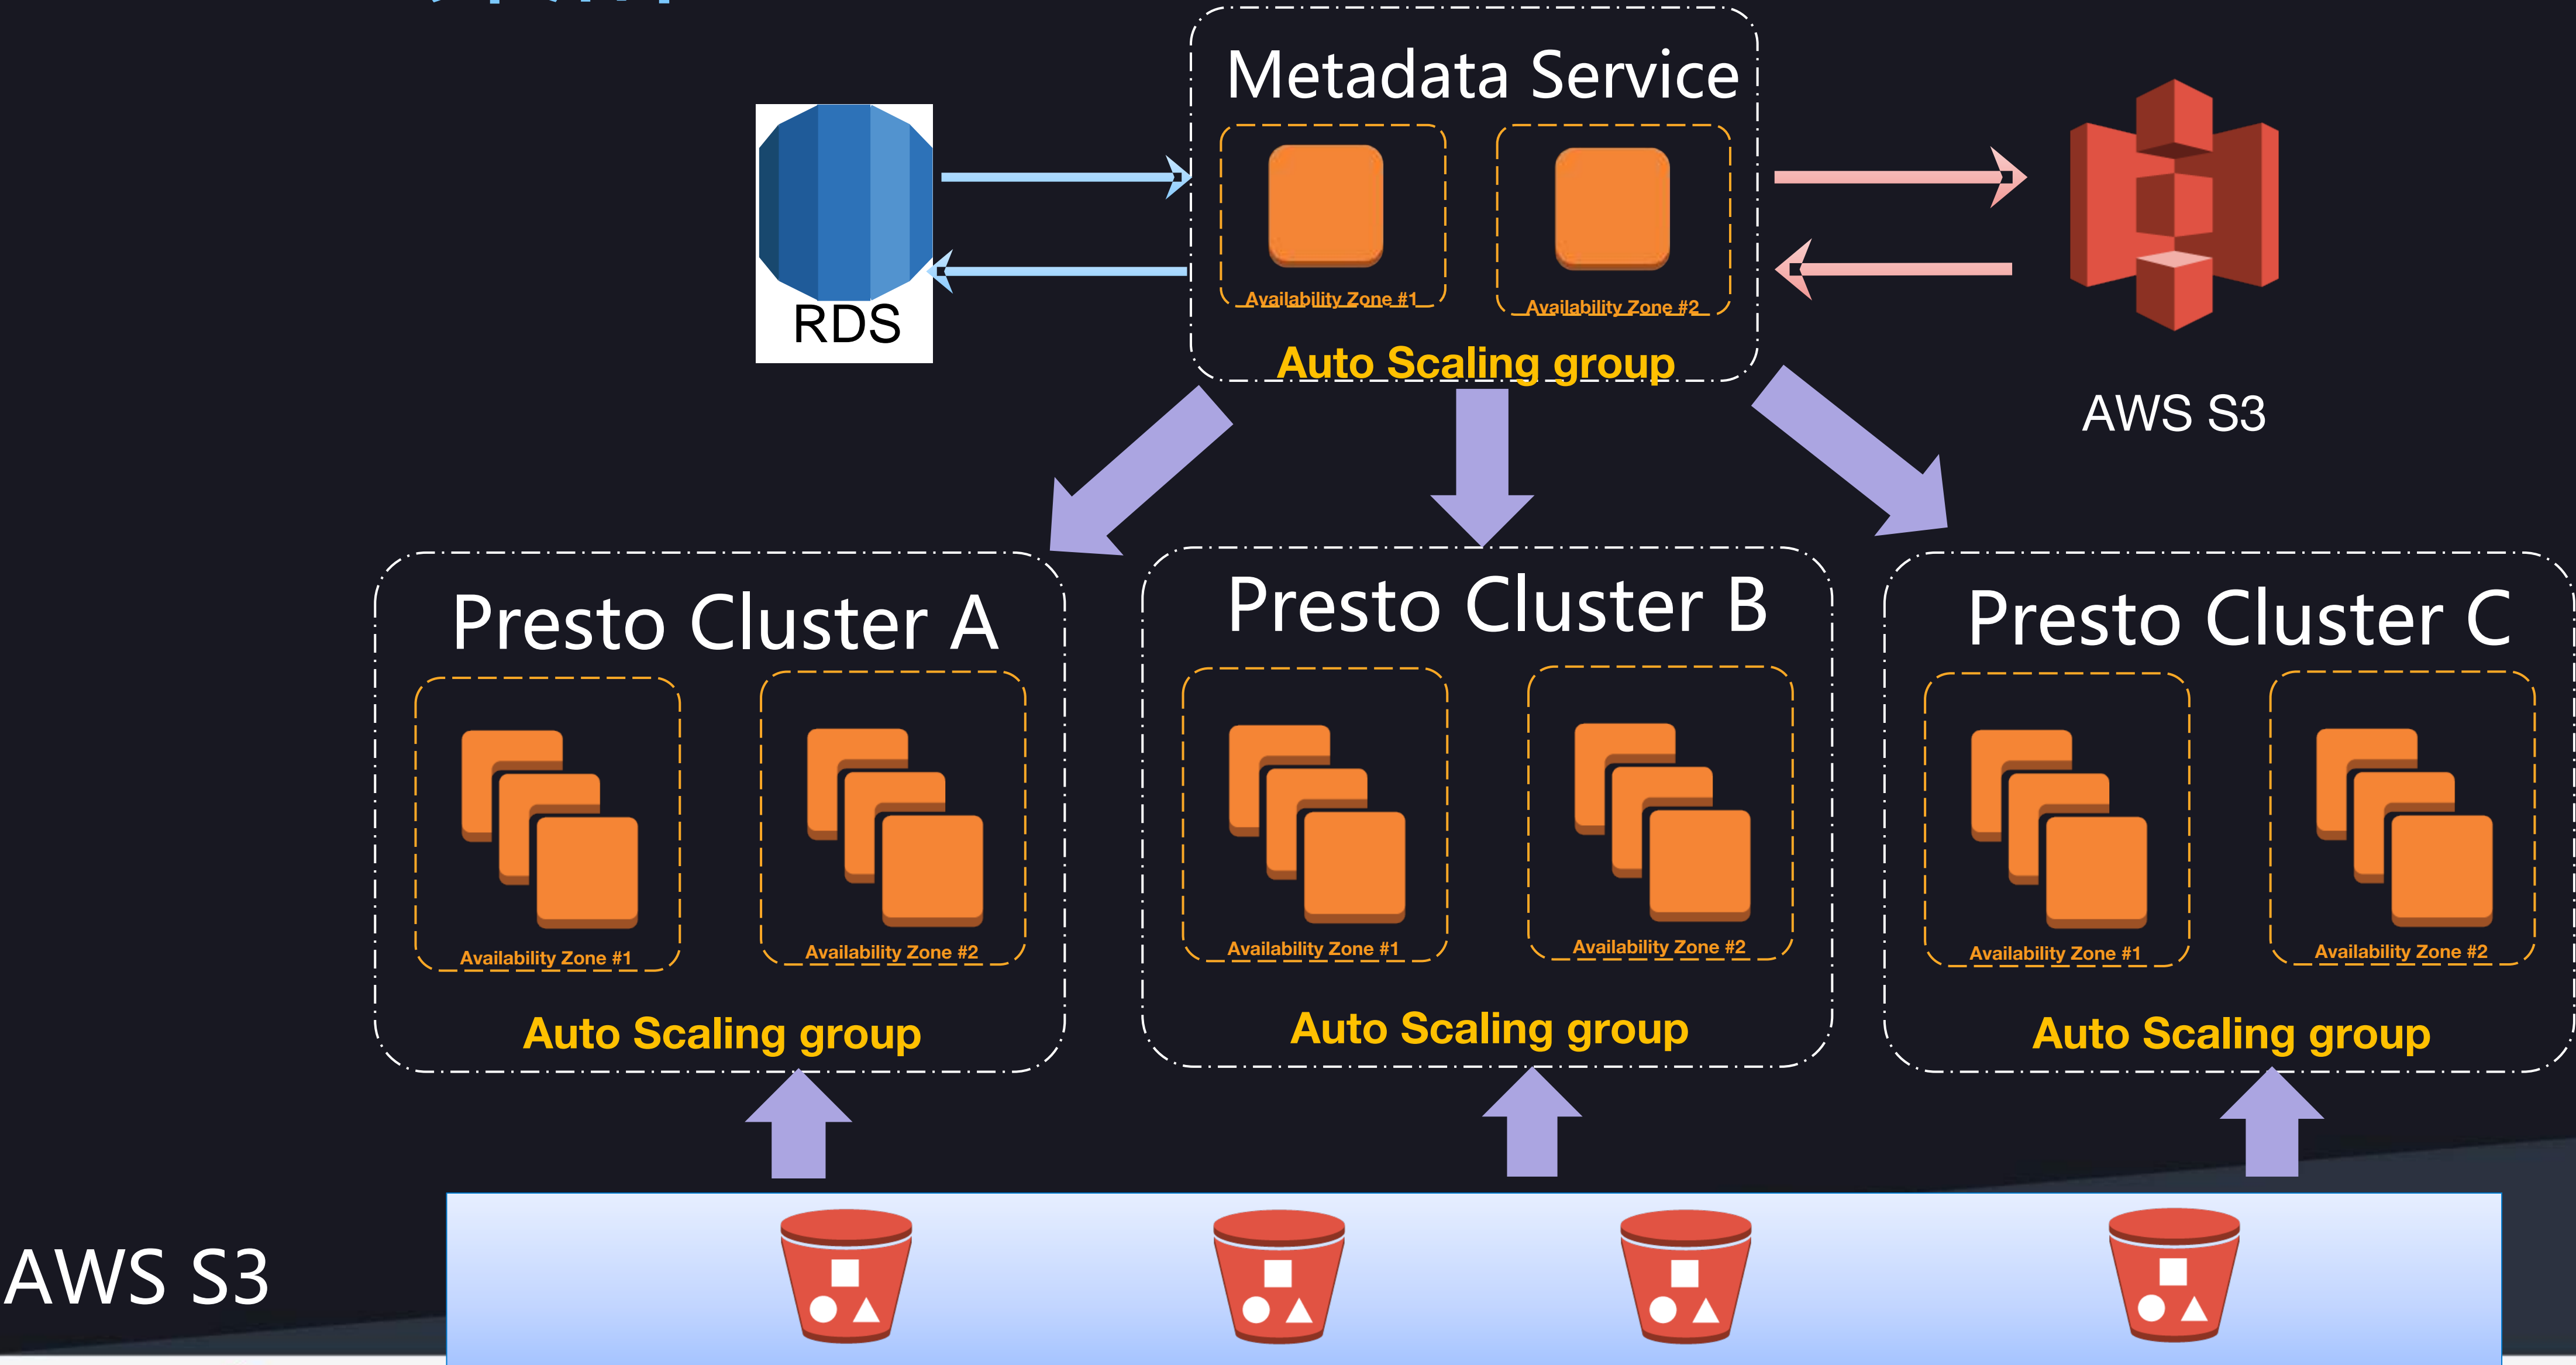 Metadata Service
Availability Zone #1
Availability Zone #2
Auto Scaling group
RDS
AWS S3
Presto Cluster A
Availability Zone #1
Availability Zone #2
Auto Scaling group
Presto Cluster B
Availability Zone #1
Availability Zone #2
Auto Scaling group
Presto Cluster C
Availability Zone #1
Availability Zone #2
Auto Scaling group
AWS S3